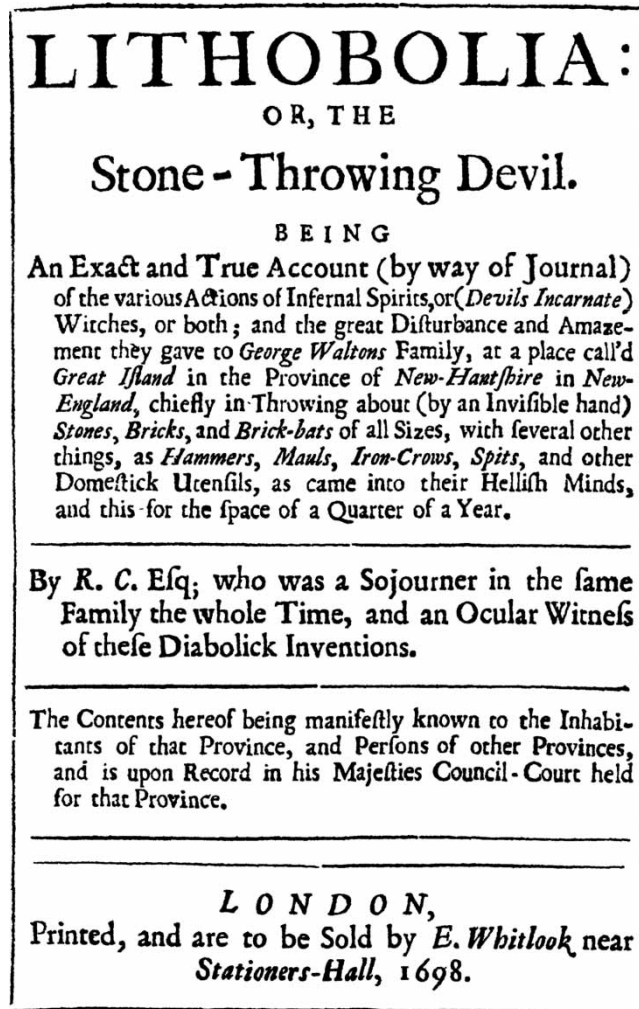 LITHOBOLIA:
OR, THE
Stone-Throwing Devil.
BEING
An Exact and True Account (by way of Journal)
of the various Actions of Infernal Spirits, or (Devils Incarnate)
Witches, or both; and the great Diſturbance and Amaze-
ment they gave to George Waltons Family, at a place call'd
Great Iſland in the Province of New-Hantſhire in New-
England, chiefly in Throwing about (by an Inviſible hand)
Stones, Bricks, and Brick-bats of all Sizes, with ſeveral other
things, as Hammers, Mauls, Iron-Crows, Spits, and other
Domeſtick Utenſils, as came into their Helliſh Minds,
and this for the ſpace of a Quarter of a Year.
By R. C. Eſq; who was a Sojourner in the ſame
Family the whole Time, and an Ocular Witneſs
of theſe Diabolick Inventions.
The Contents hereof being manifeſtly known to the Inhabi-
tants of that Province, and Perſons of other Provinces,
and is upon Record in his Majeſties Council-Court held
for that Province.
LONDON,
Printed, and are to be Sold by E. Whitlook near
Stationers-Hall, 1698.